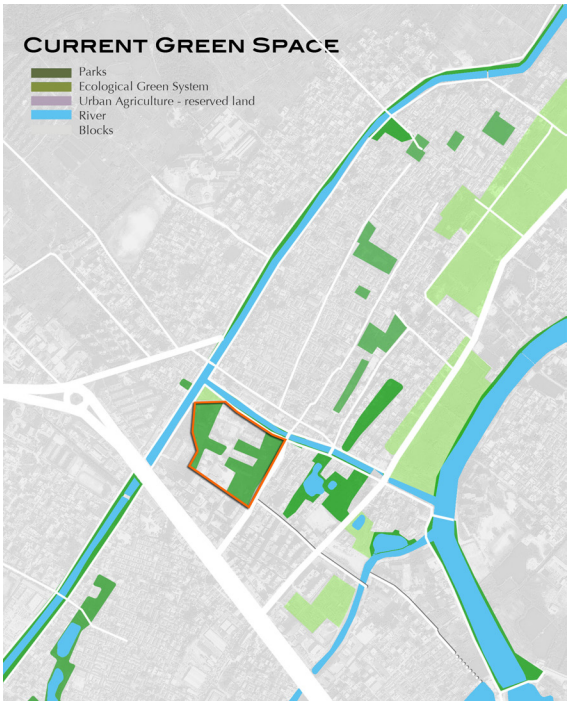 CURRENT GREEN SPACE
Parks
Ecological Green System
Urban Agriculture - reserved land
River
Blocks